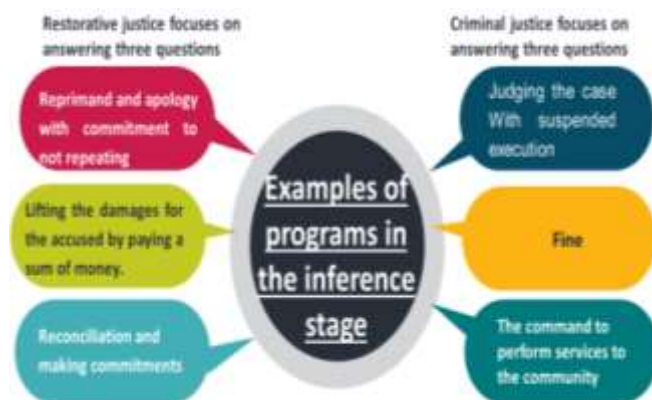 Restorative justice focuses on
answering three questions
Criminal justice focuses on
answering three questions
Reprimand and apology
with commitment to
not repeating
Judging the case
With suspended
execution
Lifting the damages for
the accused by paying a
sum of money.
Examples of
programs in
the inference
stage
Fine
Reconciliation and
making commitments
The command to
perform services to
the community